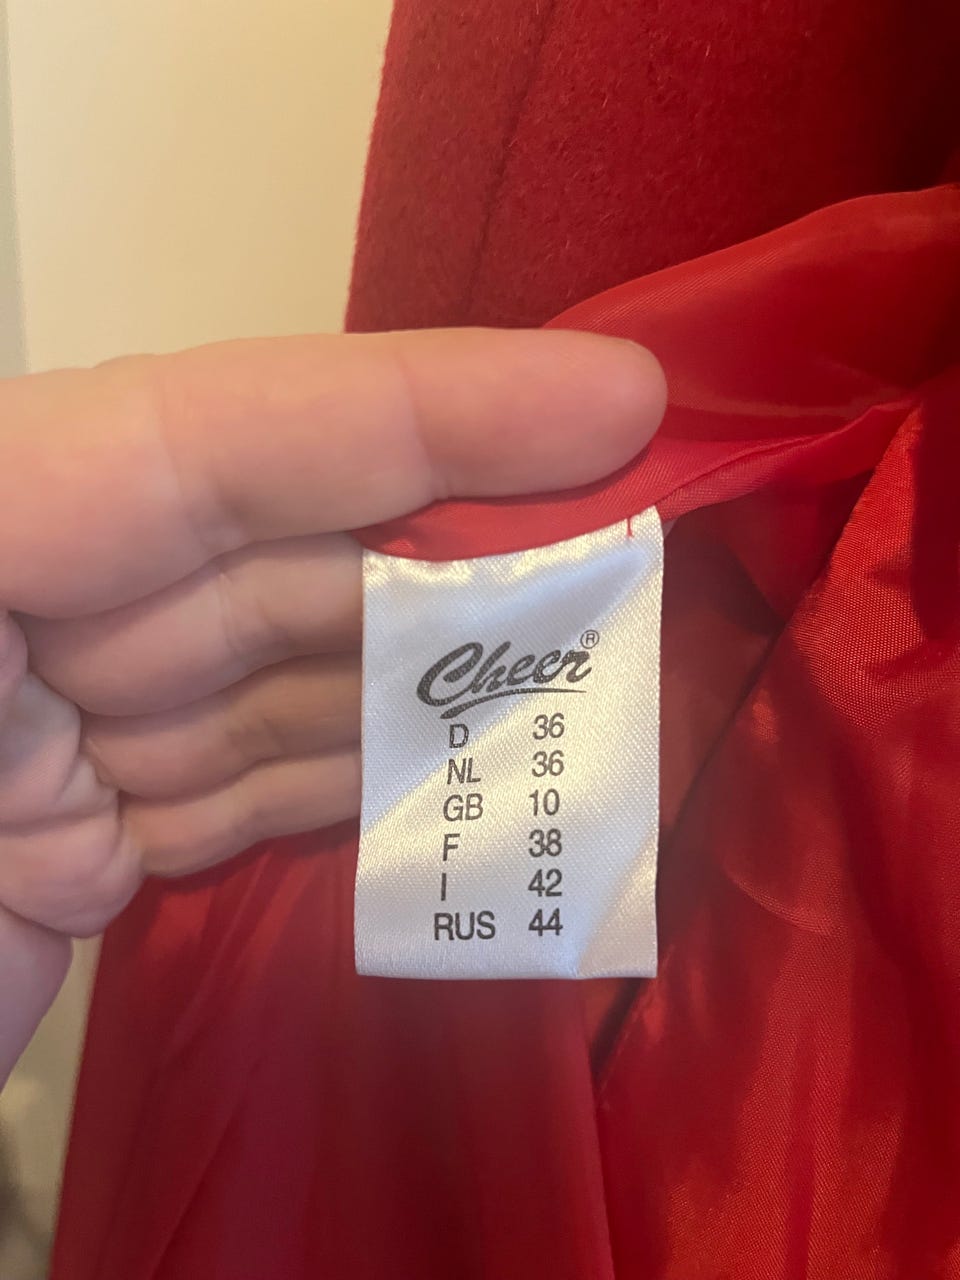 Cheer®
D 36
NL 36
GB 10
F 38
I 42
RUS 44